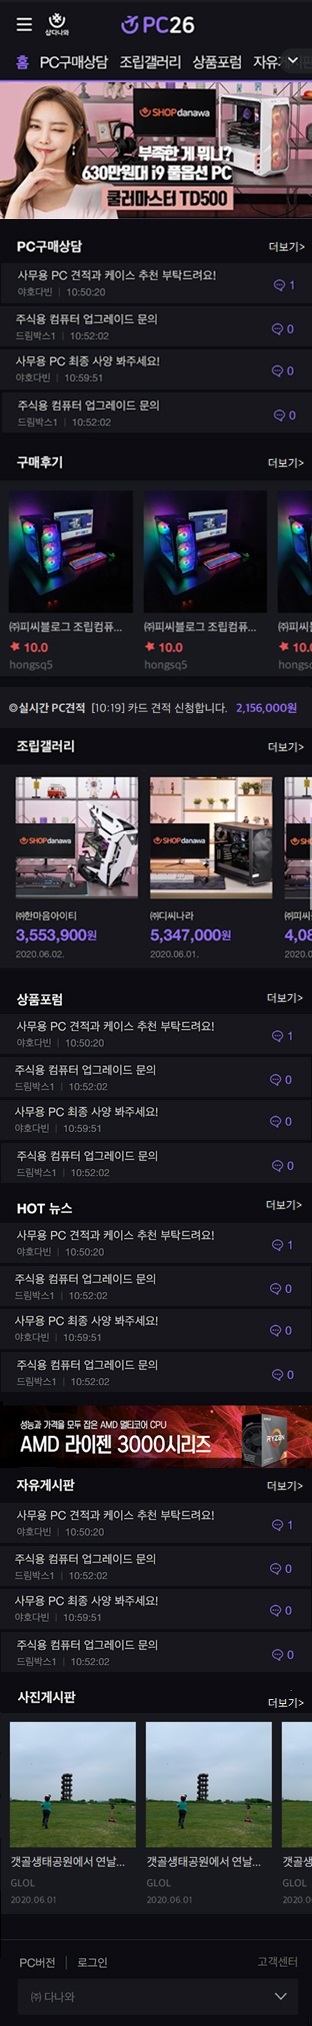 샵다나와
PC26
홈 PC구매상담 조립갤러리 상품포럼 자유
SHOPdanawa
부족한 게 뭐니?
630만원대 i9 풀옵션 PC
쿨러마스터 TD500
PC구매상담 더보기>
사무용 PC 견적과 케이스 추천 부탁드려요!
야호다빈 | 10:50:20
1
주식용 컴퓨터 업그레이드 문의
드림박스1 | 10:52:02
0
사무용 PC 최종 사양 봐주세요!
야호다빈 | 10:59:51
0
주식용 컴퓨터 업그레이드 문의
드림박스1 | 10:52:02
0
구매후기 더보기>
㈜피씨블로그 조립컴퓨... ㈜피씨블로그 조립컴퓨... ㈜피씨
10.0 10.0 10.0
hongsq5 hongsq5 hongsq
◎실시간 PC견적 [10:19] 카드 견적 신청합니다. 2,156,000원
조립갤러리 더보기>
SHOPdanawa SHOPdanawa
㈜한마음아이티 ㈜디씨나라 ㈜피씨
3,553,900원 5,347,000원 4,08
2020.06.02. 2020.06.01. 2020.0
상품포럼 더보기>
사무용 PC 견적과 케이스 추천 부탁드려요!
야호다빈 | 10:50:20
1
주식용 컴퓨터 업그레이드 문의
드림박스1 | 10:52:02
0
사무용 PC 최종 사양 봐주세요!
야호다빈 | 10:59:51
0
주식용 컴퓨터 업그레이드 문의
드림박스1 | 10:52:02
0
HOT 뉴스 더보기>
사무용 PC 견적과 케이스 추천 부탁드려요!
야호다빈 | 10:50:20
1
주식용 컴퓨터 업그레이드 문의
드림박스1 | 10:52:02
0
사무용 PC 최종 사양 봐주세요!
야호다빈 | 10:59:51
0
주식용 컴퓨터 업그레이드 문의
드림박스1 | 10:52:02
0
성능과 가격을 모두 잡은 AMD 멀티코어 CPU
AMD 라이젠 3000시리즈
RYZEN
자유게시판 더보기>
사무용 PC 견적과 케이스 추천 부탁드려요!
야호다빈 | 10:50:20
1
주식용 컴퓨터 업그레이드 문의
드림박스1 | 10:52:02
0
사무용 PC 최종 사양 봐주세요!
야호다빈 | 10:59:51
0
주식용 컴퓨터 업그레이드 문의
드림박스1 | 10:52:02
0
사진게시판 더보기>
갯골생태공원에서 연날... 갯골생태공원에서 연날... 갯골생
GLOL GLOL GLOL
2020.06.01 2020.06.01 2020.0
PC버전 | 로그인 고객센터
㈜ 다나와